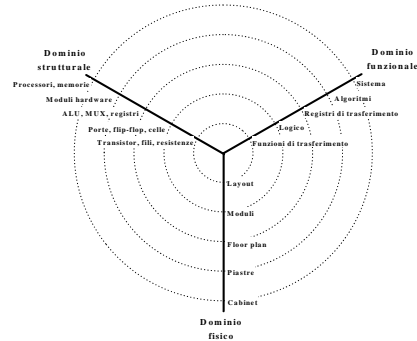 Dominio
strutturale
Dominio
funzionale
Processori, memorie
Sistema
Moduli hardware
Algoritmi
ALU, MUX, registri
Registri di trasferimento
Porte, flip-flop, celle
Logico
Transistor, fili, resistenze
Funzioni di trasferimento
Layout
Moduli
Floor plan
Piastre
Cabinet
Dominio
fisico